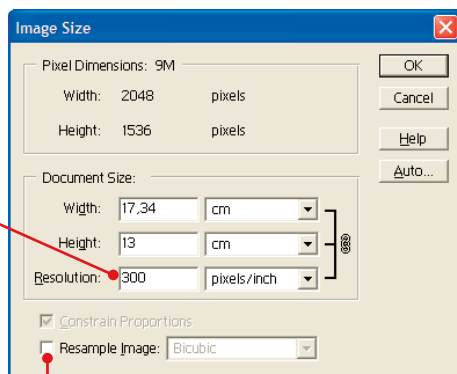 Image Size
Pixel Dimensions: 9M
Width: 2048 pixels
Height: 1536 pixels
Document Size:
Width: 17,34 cm
Height: 13 cm
Resolution: 300 pixels/inch
Constrain Proportions
Resample Image: Bicubic
OK
Cancel
Help
Auto...